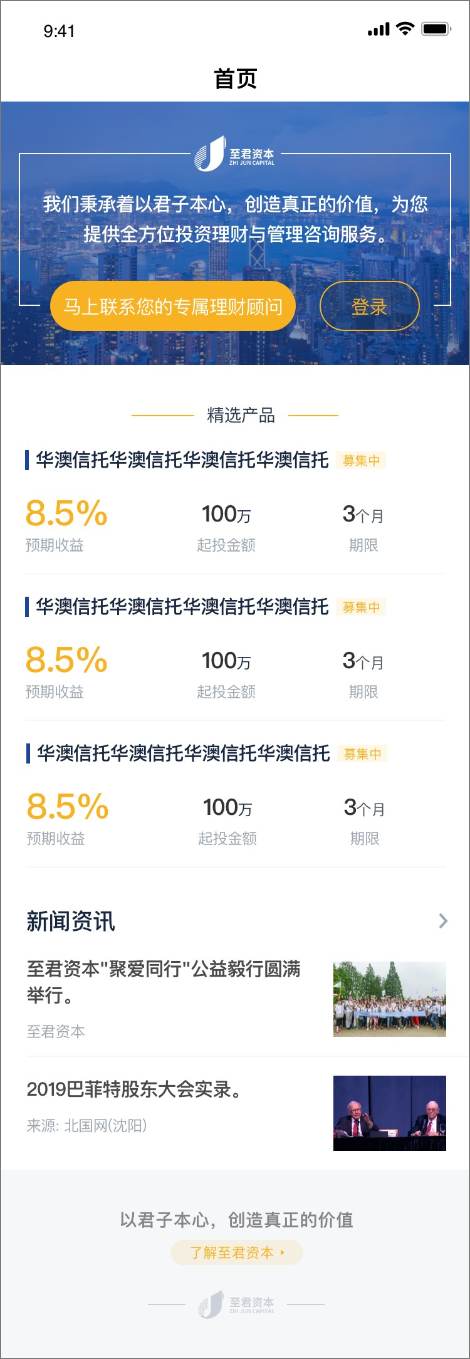 9:41
首页
至君资本
ZHI JUN CAPITAL
我们秉承着以君子本心，创造真正的价值，为您
提供全方位投资理财与管理咨询服务。
马上联系您的专属理财顾问 登录
精选产品
华澳信托华澳信托华澳信托华澳信托 募集中
8.5% 100万 3个月
预期收益 起投金额 期限
华澳信托华澳信托华澳信托华澳信托 募集中
8.5% 100万 3个月
预期收益 起投金额 期限
华澳信托华澳信托华澳信托华澳信托 募集中
8.5% 100万 3个月
预期收益 起投金额 期限
新闻资讯
至君资本"聚爱同行"公益毅行圆满
举行。
至君资本
2019巴菲特股东大会实录。
来源: 北国网(沈阳)
以君子本心，创造真正的价值
了解至君资本
至君资本
ZHI JUN CAPITAL